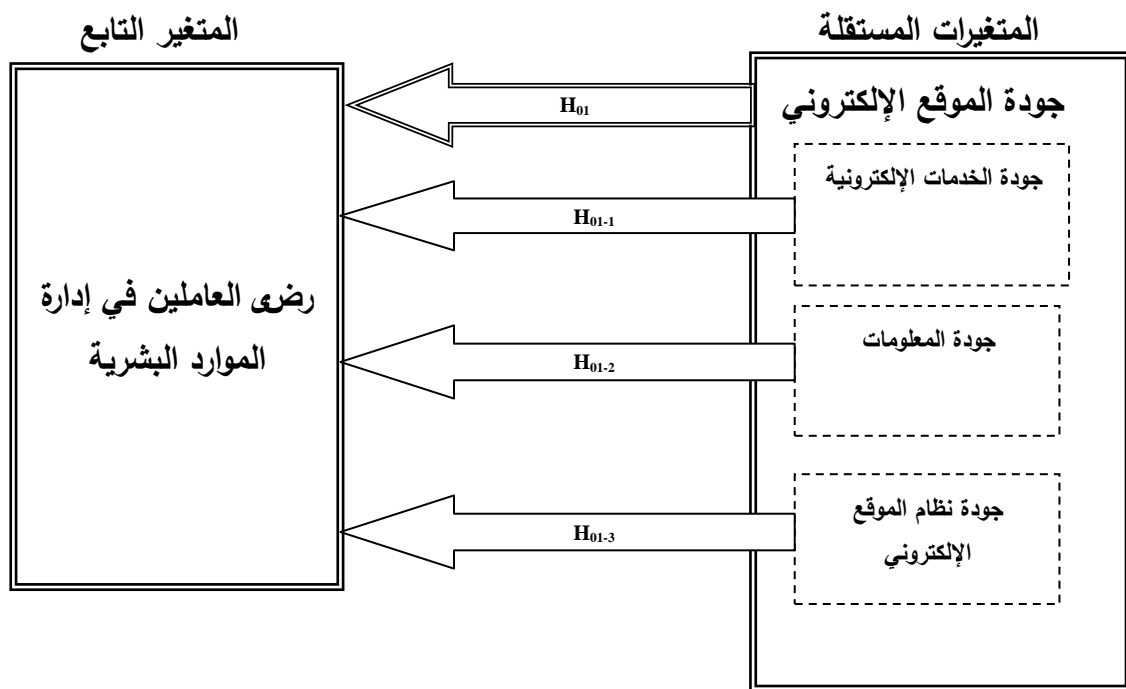 المتغيرات المستقلة
جودة الموقع الإلكتروني
جودة الخدمات الإلكترونية
جودة المعلومات
جودة نظام الموقع
الإلكتروني
H01
H01-1
H01-2
H01-3
المتغير التابع
رضى العاملين في إدارة
الموارد البشرية